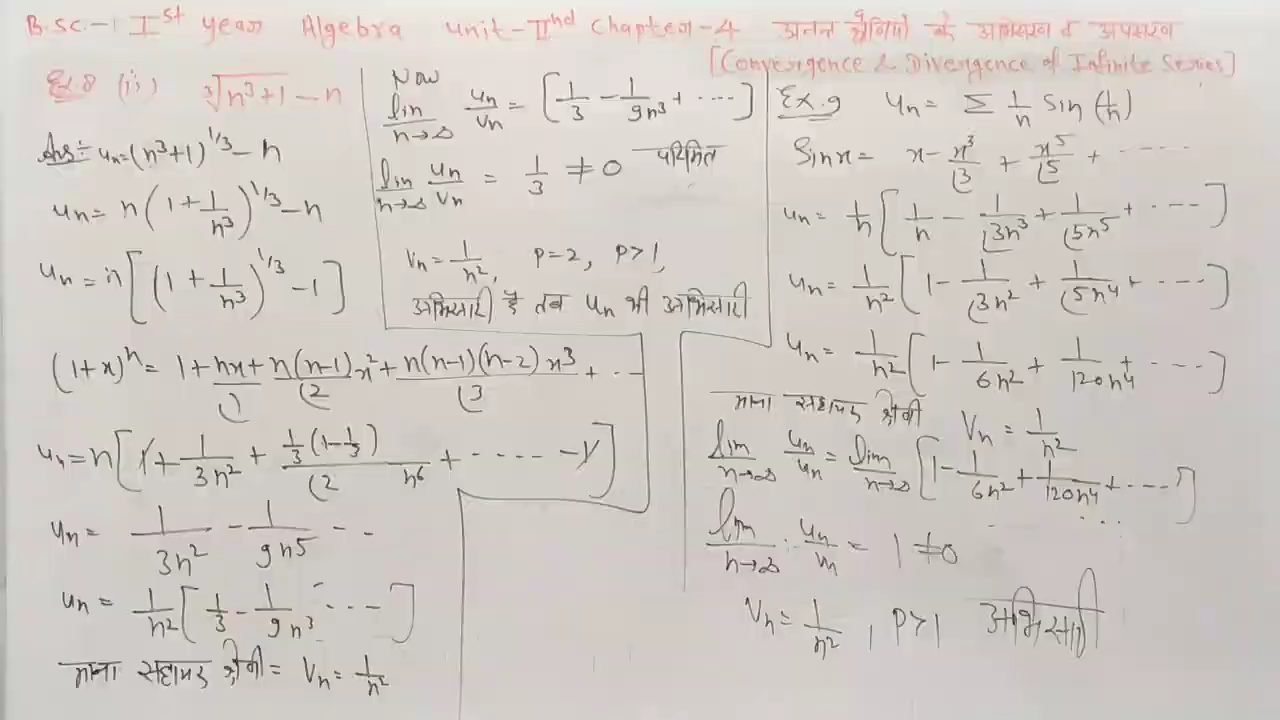 B.Sc.-I Ist year Algebra Unit-IInd Chapter-4 अनन्त श्रेणियों के अभिसरण व अपसरण
[Convergence & Divergence of Infinite Series]
Ex.8 (ii) ∛(n³+1) - n
Ans:- uₙ = (n³+1)^1/3 - n
uₙ = n(1 + 1/n³)^1/3 - n
uₙ = n[(1 + 1/n³)^1/3 - 1]
(1+x)ⁿ = 1 + nx/⌊1 + n(n-1)x²/⌊2 + n(n-1)(n-2)x³/⌊3 + ...
uₙ = n[1 + 1/3n² + 1/3(1-1/3)/⌊2 n⁶ + ..... - 1]
uₙ = 1/3n² - 1/9n⁵ ...
uₙ = 1/n² [1/3 - 1/9n³ ....]
माना सहायक श्रेणी = Vₙ = 1/n²
Now
lim n→∞ uₙ/vₙ = [1/3 - 1/9n³ + ....]
lim n→∞ uₙ/vₙ = 1/3 ≠ 0 परिमित
Vₙ = 1/n², p=2, p>1,
अभिसारी है तब uₙ भी अभिसारी
Ex.9 uₙ = Σ 1/n Sin(1/n)
Sin x = x - x³/⌊3 + x⁵/⌊5 + .....
uₙ = 1/n [1/n - 1/⌊3n³ + 1/⌊5n⁵ + ....]
uₙ = 1/n² [1 - 1/⌊3n² + 1/⌊5n⁴ + ....]
uₙ = 1/n² [1 - 1/6n² + 1/120n⁴ + ....]
माना सहायक श्रेणी Vₙ = 1/n²
lim n→∞ uₙ/uₙ = lim n→∞ [1 - 1/6n² + 1/120n⁴ + ....]
lim n→∞ uₙ/vₙ = 1 ≠ 0
Vₙ = 1/n², p>1 अभिसारी